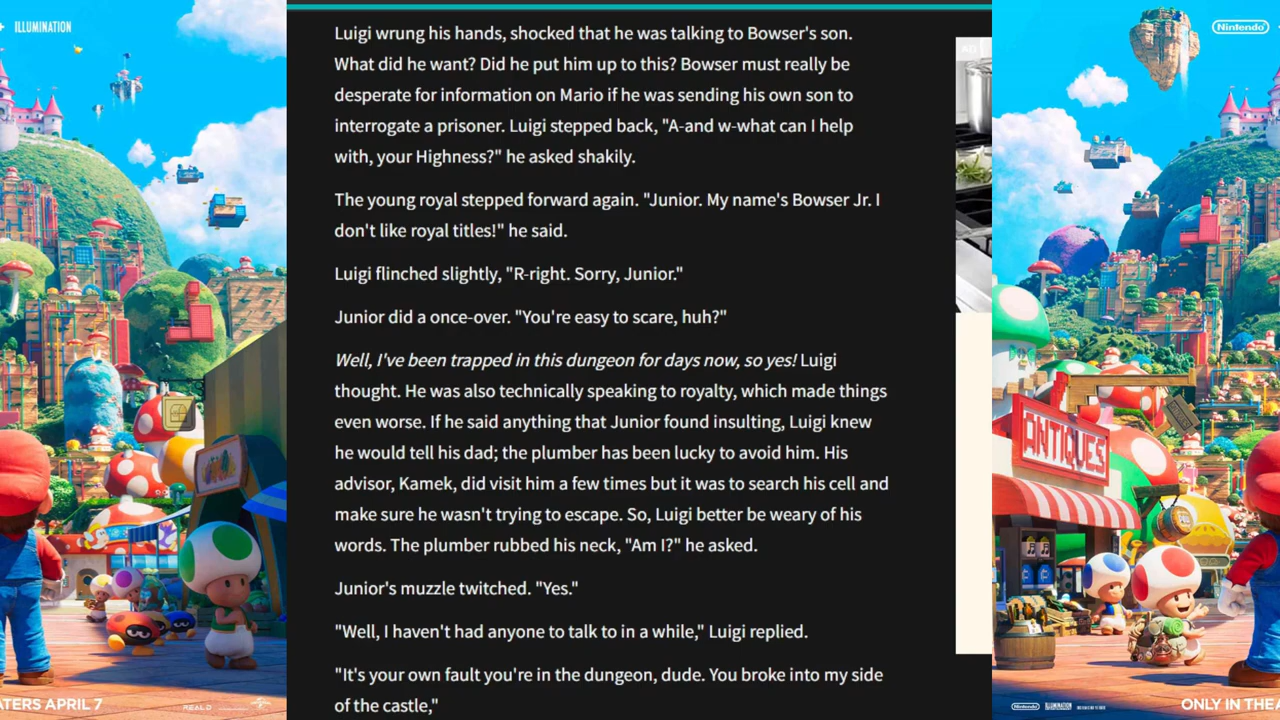 ILLUMINATION
Luigi wrung his hands, shocked that he was talking to Bowser's son.
What did he want? Did he put him up to this? Bowser must really be
desperate for information on Mario if he was sending his own son to
interrogate a prisoner. Luigi stepped back, "A-and w-what can I help
with, your Highness?" he asked shakily.
The young royal stepped forward again. "Junior. My name's Bowser Jr. I
don't like royal titles!" he said.
Luigi flinched slightly, "R-right. Sorry, Junior."
Junior did a once-over. "You're easy to scare, huh?"
Well, I've been trapped in this dungeon for days now, so yes! Luigi
thought. He was also technically speaking to royalty, which made things
even worse. If he said anything that Junior found insulting, Luigi knew
he would tell his dad; the plumber has been lucky to avoid him. His
advisor, Kamek, did visit him a few times but it was to search his cell and
make sure he wasn't trying to escape. So, Luigi better be weary of his
words. The plumber rubbed his neck, "Am I?" he asked.
Junior's muzzle twitched. "Yes."
"Well, I haven't had anyone to talk to in a while," Luigi replied.
"It's your own fault you're in the dungeon, dude. You broke into my side
of the castle,"
AD
Nintendo
ANTIQUES
ATERS APRIL 7
REALD
Nintendo
ILLUMINATION
ONLY IN THEA